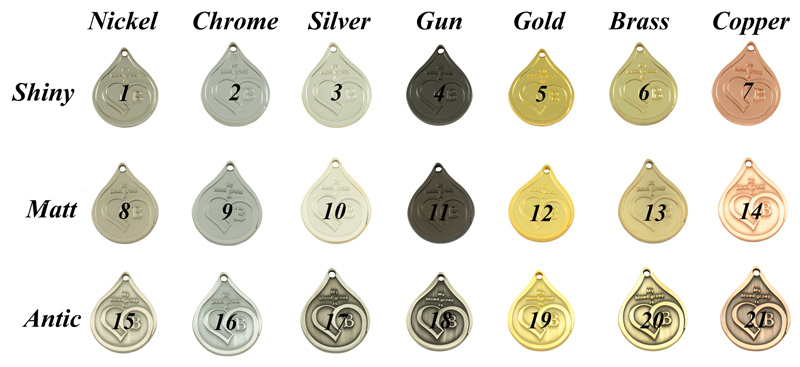 Nickel Chrome Silver Gun Gold Brass Copper
Shiny 1 2 3 4 5 6 7
Matt 8 9 10 11 12 13 14
Antic 15 16 17 18 19 20 21